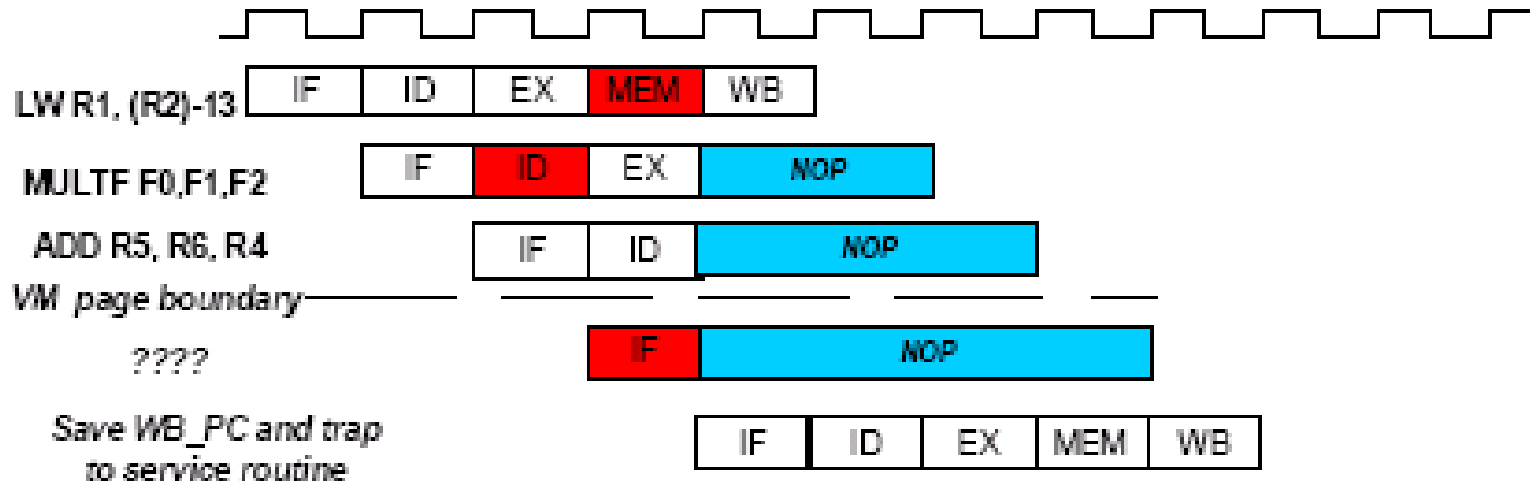 LW R1, (R2)-13 IF ID EX MEM WB
MULTF F0,F1,F2 IF ID EX NOP
ADD R5, R6, R4 IF ID NOP
VM page boundary
???? IF NOP
Save WB_PC and trap
to service routine
IF ID EX MEM WB